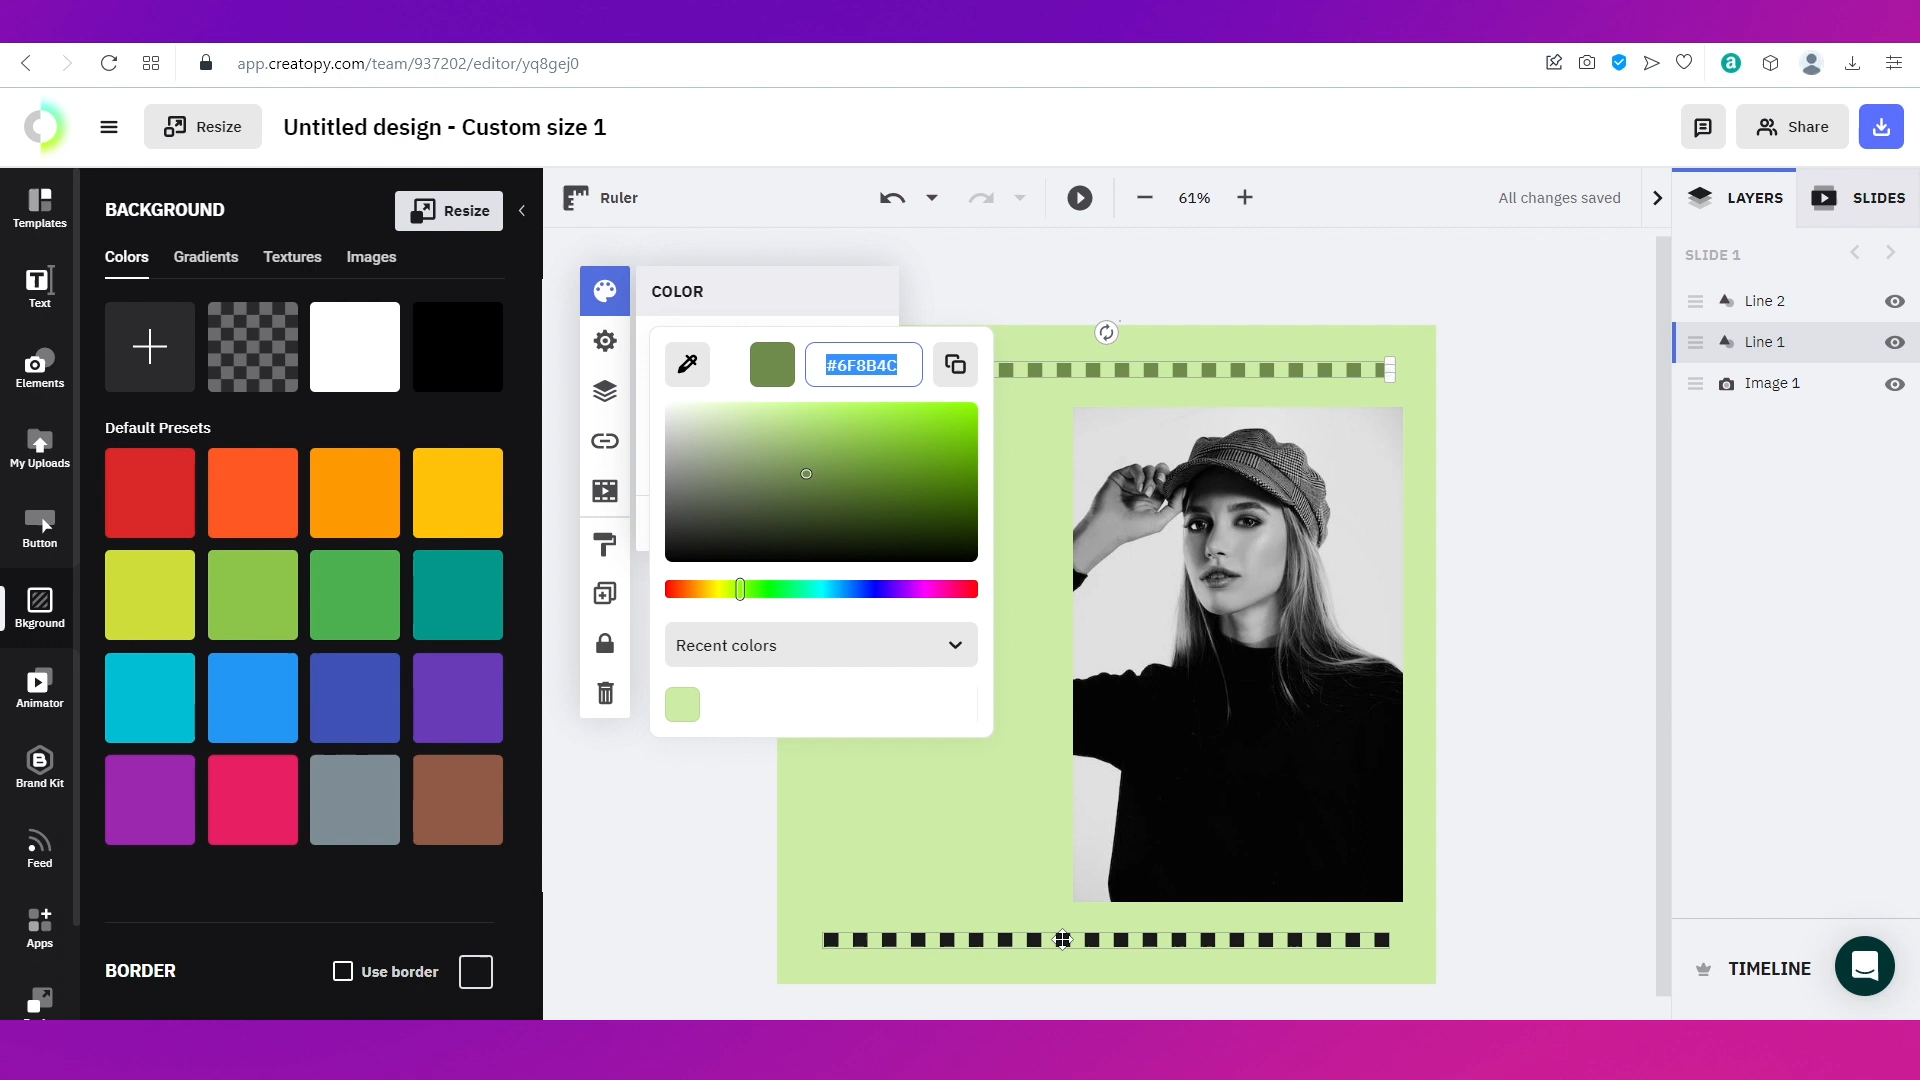 app.creatopy.com/team/937202/editor/yq8gej0
a
Resize
Untitled design - Custom size 1
Share
Templates
Text
Elements
My Uploads
Button
Bkground
Animator
Brand Kit
Feed
Apps
BACKGROUND
Resize
Colors
Gradients
Textures
Images
Default Presets
BORDER
Use border
Ruler
61%
All changes saved
COLOR
#6F8B4C
Recent colors
LAYERS
SLIDES
SLIDE 1
Line 2
Line 1
Image 1
TIMELINE